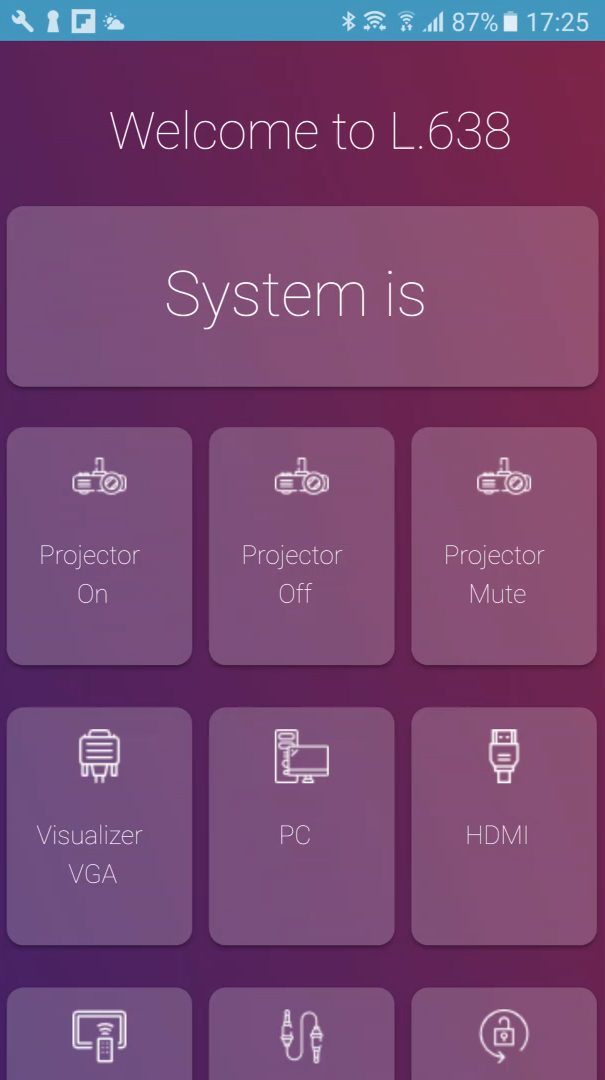 87% 17:25
Welcome to L.638
System is
Projector
On
Projector
Off
Projector
Mute
Visualizer
VGA
PC
HDMI